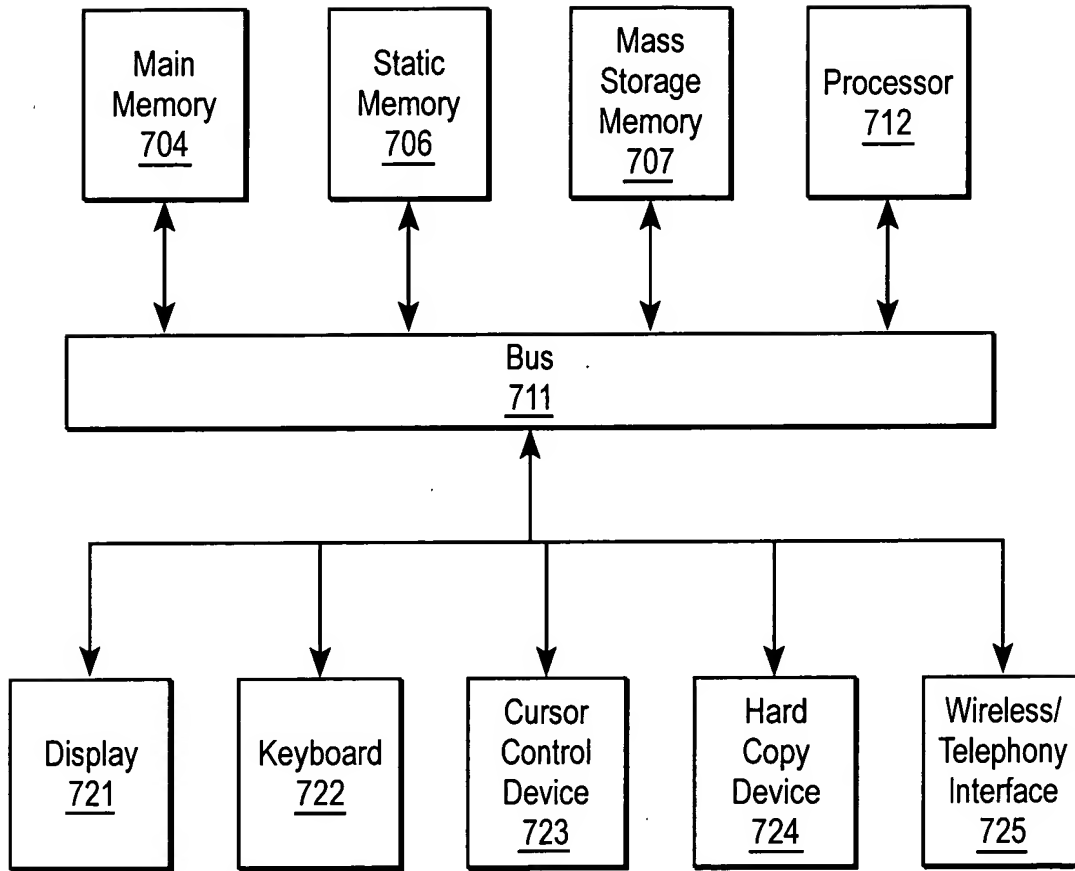 Main
Memory
704
Static
Memory
706
Mass
Storage
Memory
707
Processor
712
Bus
711
Display
721
Keyboard
722
Cursor
Control
Device
723
Hard
Copy
Device
724
Wireless/
Telephony
Interface
725